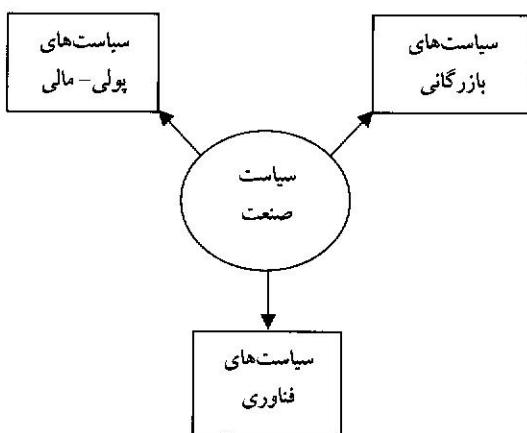 سیاست‌های
بازرگانی
سیاست‌های
پولی- مالی
سیاست
صنعت
سیاست‌های
فناوری